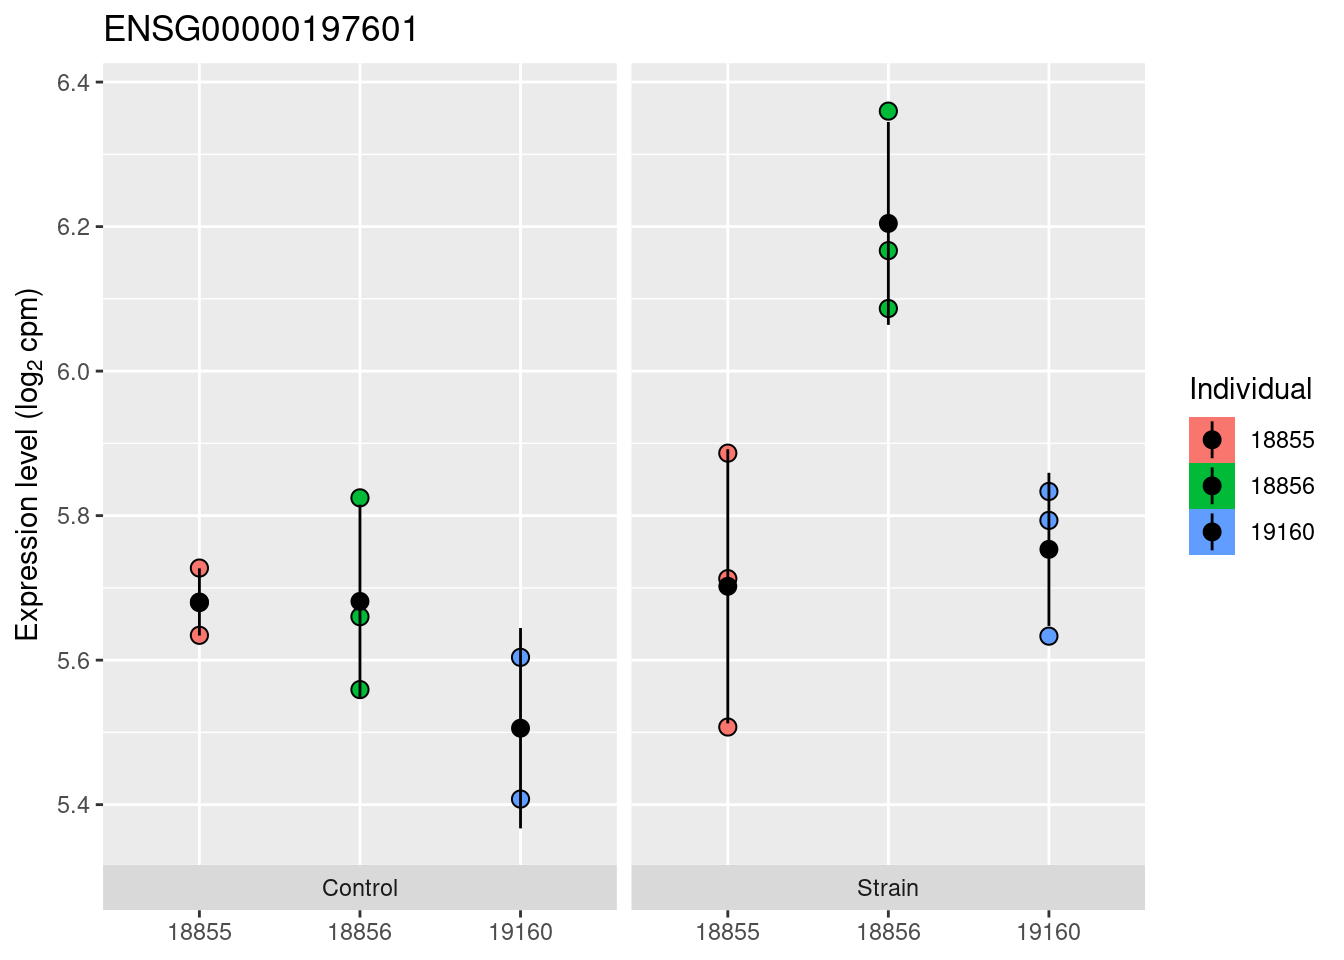 ENSG00000197601
Expression level (log₂ cpm)
6.4
6.2
6.0
5.8
5.6
5.4
Control
Strain
18855 18856 19160
18855 18856 19160
Individual
18855
18856
19160